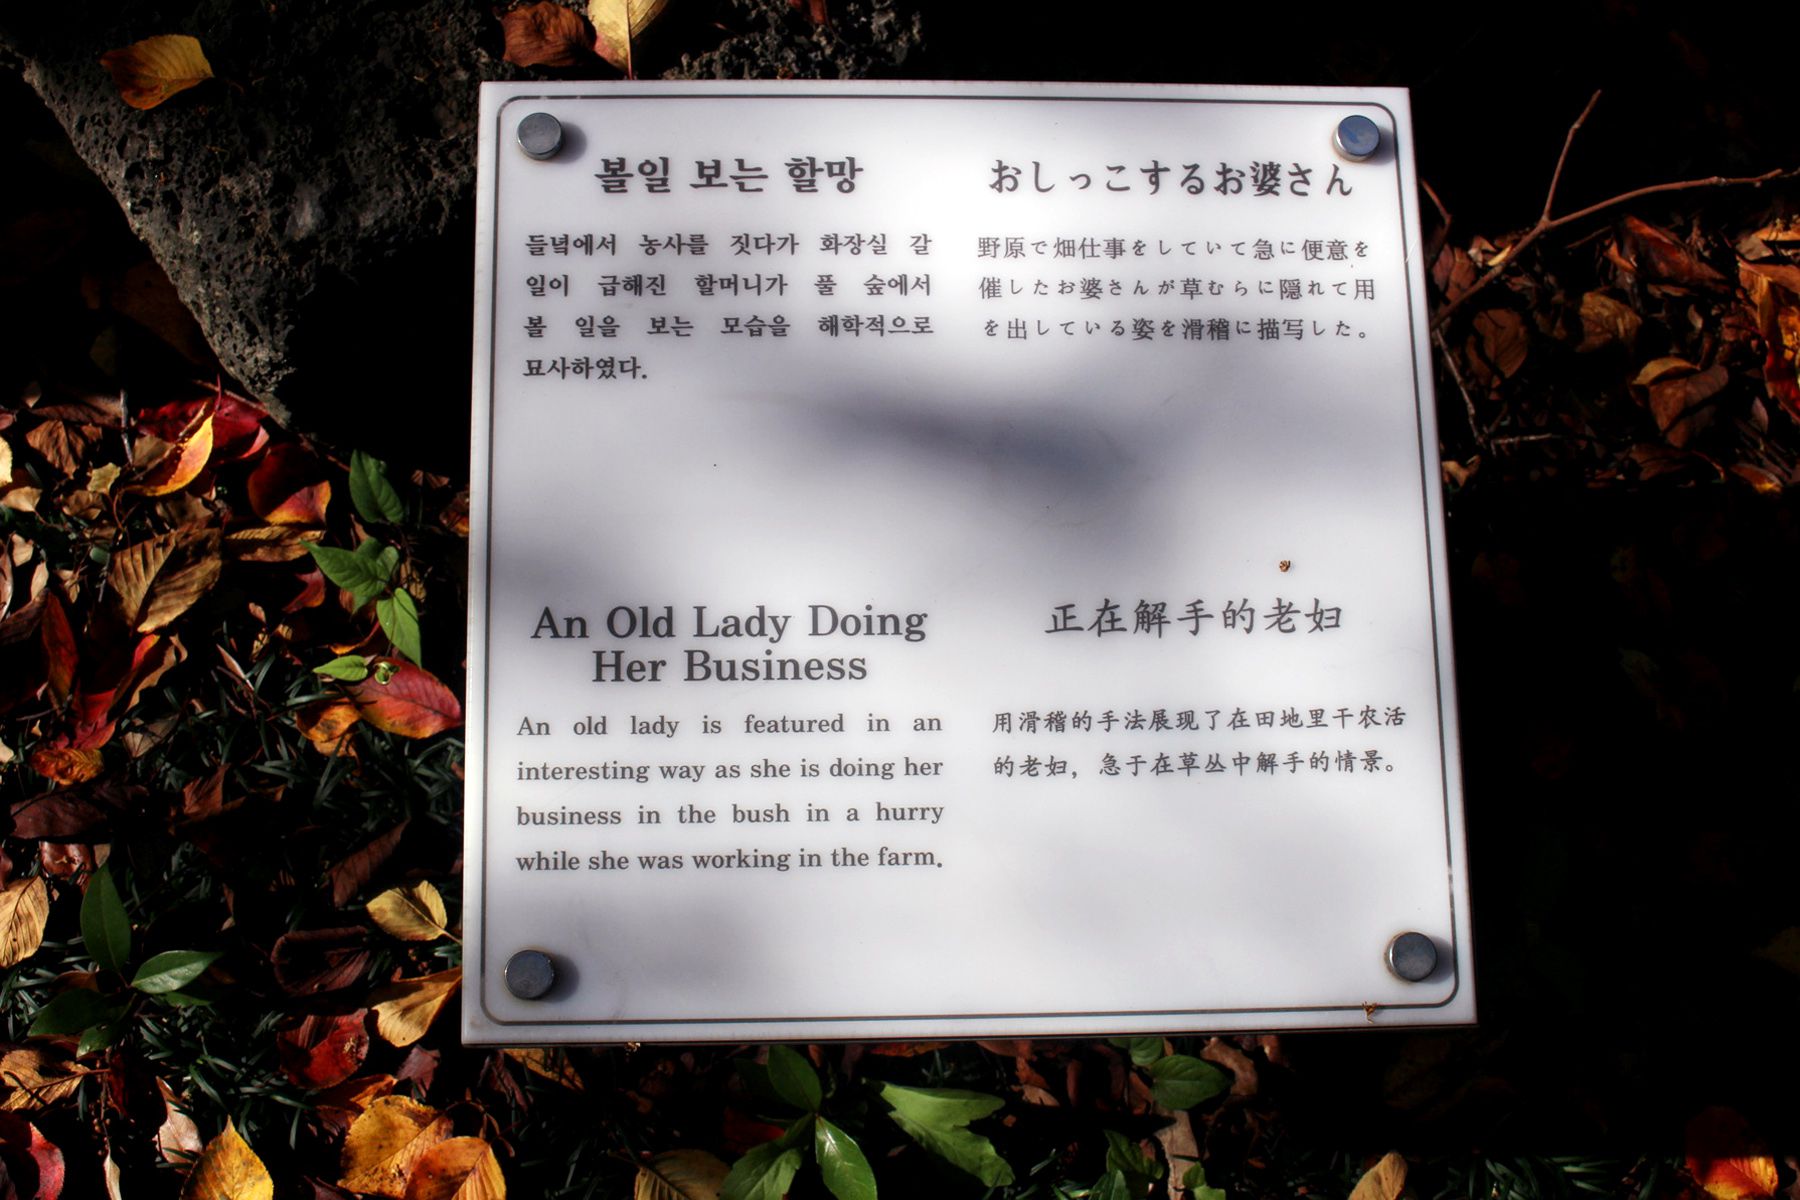 볼일 보는 할망
들녘에서 농사를 짓다가 화장실 갈
일이 급해진 할머니가 풀 숲에서
볼 일을 보는 모습을 해학적으로
묘사하였다.
おしっこするお婆さん
野原で畑仕事をしていて急に便意を
催したお婆さんが草むらに隠れて用
を出している姿を滑稽に描写した。
An Old Lady Doing
Her Business
An old lady is featured in an
interesting way as she is doing her
business in the bush in a hurry
while she was working in the farm.
正在解手的老妇
用滑稽的手法展现了在田地里干农活
的老妇，急于在草丛中解手的情景。